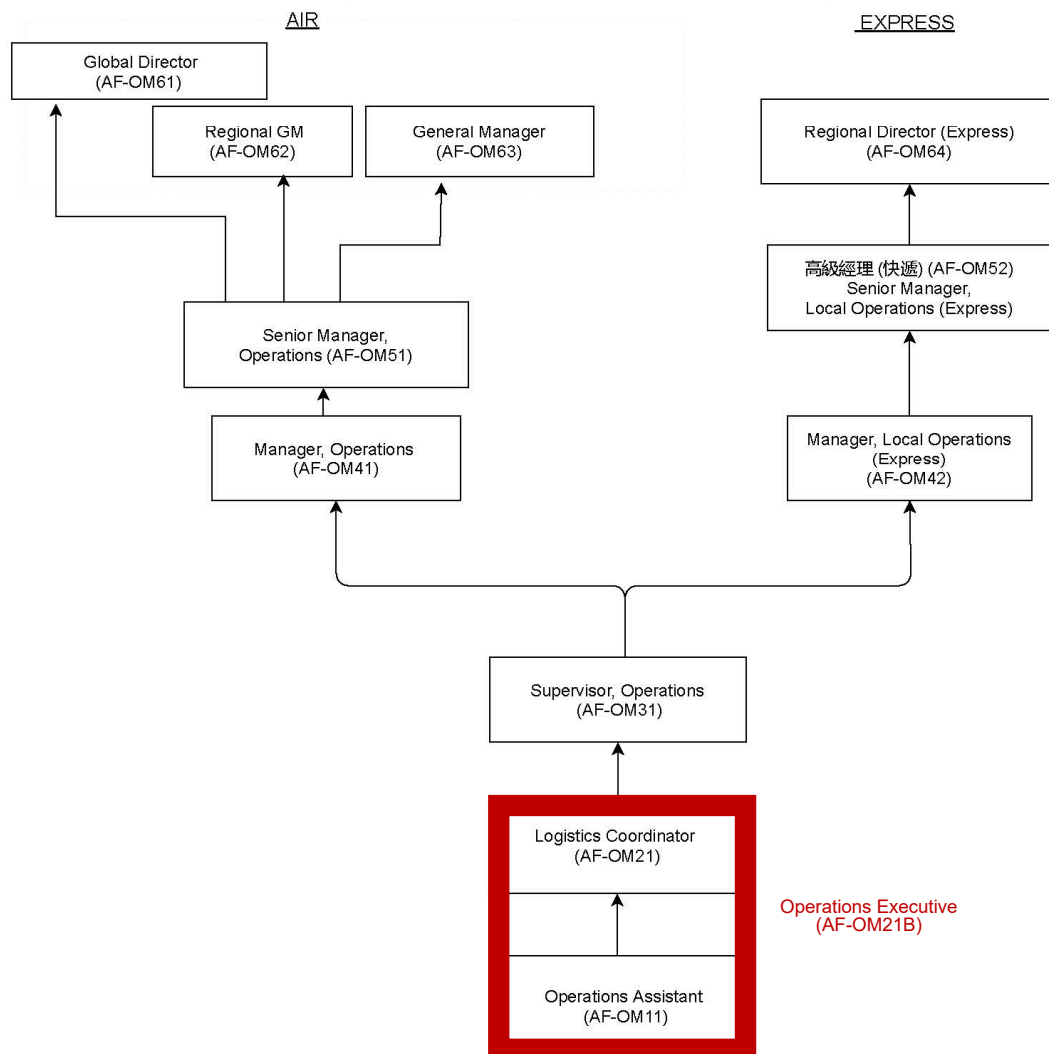 AIR
EXPRESS
Global Director
(AF-OM61)
Regional GM
(AF-OM62)
General Manager
(AF-OM63)
Regional Director (Express)
(AF-OM64)
高級經理 (快遞) (AF-OM52)
Senior Manager,
Local Operations (Express)
Senior Manager,
Operations (AF-OM51)
Manager, Operations
(AF-OM41)
Manager, Local Operations
(Express)
(AF-OM42)
Supervisor, Operations
(AF-OM31)
Logistics Coordinator
(AF-OM21)
Operations Executive
(AF-OM21B)
Operations Assistant
(AF-OM11)